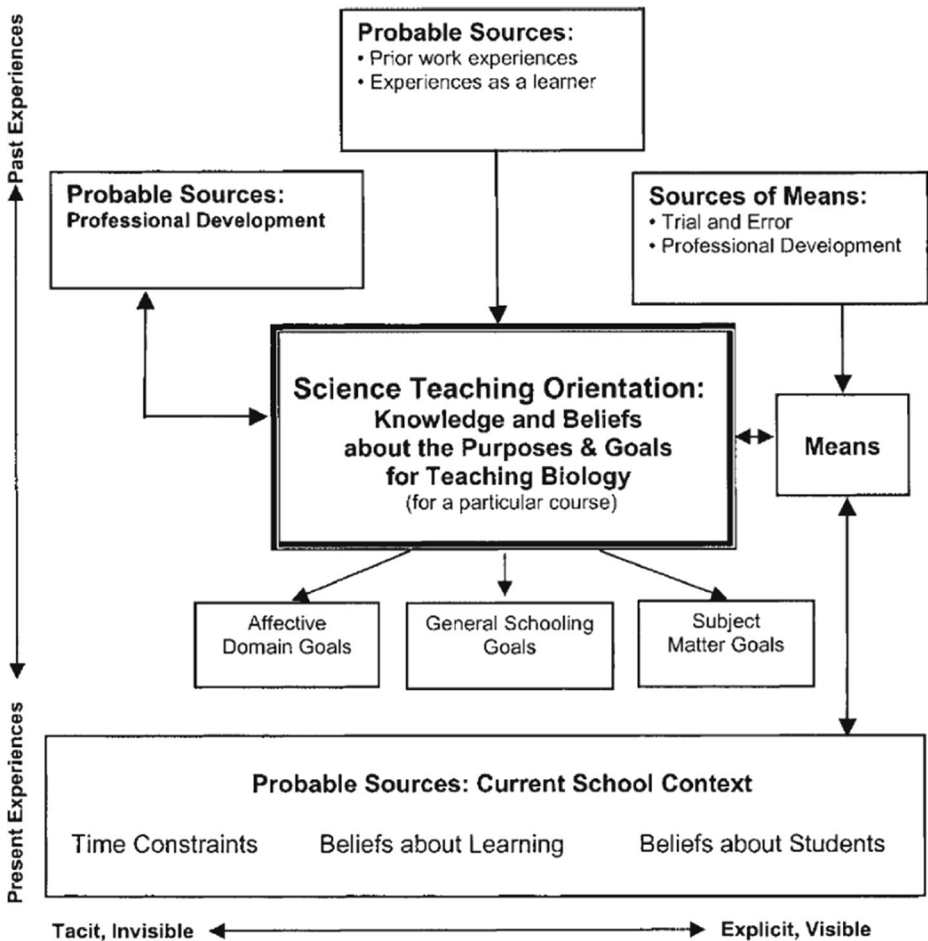 Past Experiences
Probable Sources:
• Prior work experiences
• Experiences as a learner
Probable Sources:
Professional Development
Sources of Means:
• Trial and Error
• Professional Development
Science Teaching Orientation:
Knowledge and Beliefs
about the Purposes & Goals
for Teaching Biology
(for a particular course)
Means
Affective
Domain Goals
General Schooling
Goals
Subject
Matter Goals
Present Experiences
Probable Sources: Current School Context
Time Constraints
Beliefs about Learning
Beliefs about Students
Tacit, Invisible
Explicit, Visible